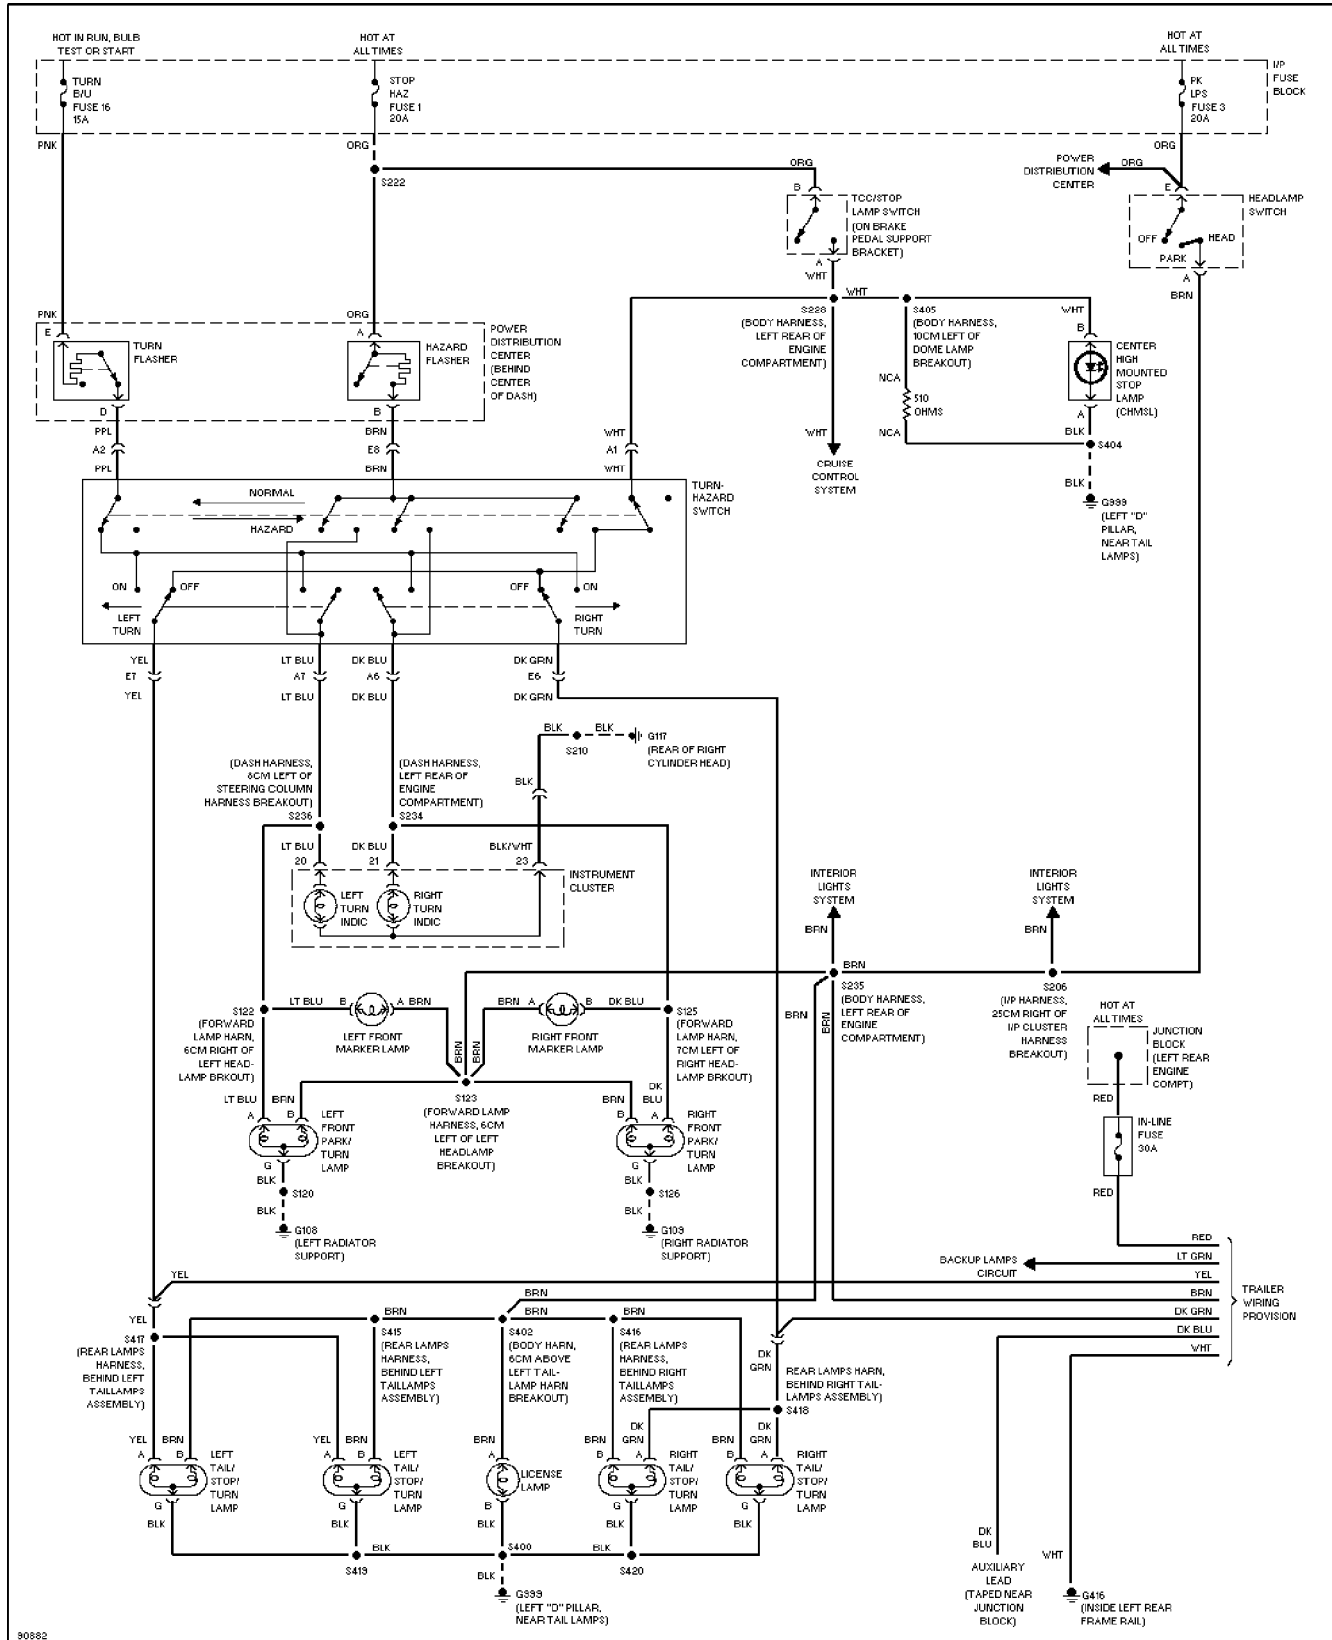 HOT IN RUN, BULB
TEST OR START
HOT AT
ALL TIMES
HOT AT
ALL TIMES
TURN
B/U
FUSE 16
15A
STOP
HAZ
FUSE 1
20A
PK
LPS
FUSE 3
20A
I/P
FUSE
BLOCK
PNK
ORG
ORG
S222
ORG
POWER
DISTRIBUTION
CENTER
ORG
B
TCC/STOP
LAMP SWITCH
(ON BRAKE
PEDAL SUPPORT
BRACKET)
A
WHT
E
HEADLAMP
SWITCH
OFF
HEAD
PARK
A
BRN
PNK
E
ORG
A
TURN
FLASHER
HAZARD
FLASHER
POWER
DISTRIBUTION
CENTER
(BEHIND
CENTER
OF DASH)
D
B
WHT
S228
(BODY HARNESS,
LEFT REAR OF
ENGINE
COMPARTMENT)
S405
(BODY HARNESS,
10CM LEFT OF
DOME LAMP
BREAKOUT)
WHT
B
CENTER
HIGH
MOUNTED
STOP
LAMP
(CHMSL)
A
NCA
510
OHMS
NCA
BLK
S404
BLK
G999
(LEFT "D"
PILLAR,
NEAR TAIL
LAMPS)
PPL
A2
PPL
BRN
E8
BRN
WHT
A1
WHT
WHT
CRUISE
CONTROL
SYSTEM
TURN-
HAZARD
SWITCH
NORMAL
HAZARD
ON
OFF
OFF
ON
LEFT
TURN
RIGHT
TURN
YEL
E7
YEL
LT BLU
A7
LT BLU
DK BLU
A6
DK BLU
DK GRN
E6
DK GRN
BLK
BLK
S210
G117
(REAR OF RIGHT
CYLINDER HEAD)
BLK
(DASH HARNESS,
8CM LEFT OF
STEERING COLUMN
HARNESS BREAKOUT)
S236
(DASH HARNESS,
LEFT REAR OF
ENGINE
COMPARTMENT)
S234
LT BLU
20
DK BLU
21
BLK/WHT
23
INSTRUMENT
CLUSTER
LEFT
TURN
INDIC
RIGHT
TURN
INDIC
INTERIOR
LIGHTS
SYSTEM
BRN
INTERIOR
LIGHTS
SYSTEM
BRN
BRN
S235
(BODY HARNESS,
LEFT REAR OF
ENGINE
COMPARTMENT)
BRN
BRN
S206
(I/P HARNESS,
25CM RIGHT OF
I/P CLUSTER
HARNESS
BREAKOUT)
HOT AT
ALL TIMES
JUNCTION
BLOCK
(LEFT REAR
ENGINE
COMPT)
RED
IN-LINE
FUSE
30A
RED
S122
(FORWARD
LAMP HARN,
6CM RIGHT OF
LEFT HEAD-
LAMP BRKOUT)
LT BLU
B
A
BRN
LEFT FRONT
MARKER LAMP
BRN
A
B
DK BLU
RIGHT FRONT
MARKER LAMP
S125
(FORWARD
LAMP HARN,
7CM LEFT OF
RIGHT HEAD-
LAMP BRKOUT)
BRN
BRN
S123
(FORWARD LAMP
HARNESS, 6CM
LEFT OF LEFT
HEADLAMP
BREAKOUT)
LT BLU
A
BRN
B
LEFT
FRONT
PARK/
TURN
LAMP
G
BLK
S120
BLK
G108
(LEFT RADIATOR
SUPPORT)
BRN
B
DK
BLU
A
RIGHT
FRONT
PARK/
TURN
LAMP
G
BLK
S126
BLK
G109
(RIGHT RADIATOR
SUPPORT)
RED
BACKUP LAMPS
CIRCUIT
LT GRN
YEL
YEL
BRN
BRN
DK GRN
DK BLU
WHT
TRAILER
WIRING
PROVISION
YEL
S417
(REAR LAMPS
HARNESS,
BEHIND LEFT
TAILLAMPS
ASSEMBLY)
BRN
S415
(REAR LAMPS
HARNESS,
BEHIND LEFT
TAILLAMPS
ASSEMBLY)
BRN
S402
(BODY HARN,
6CM ABOVE
LEFT TAIL-
LAMP HARN
BREAKOUT)
BRN
S416
(REAR LAMPS
HARNESS,
BEHIND RIGHT
TAILLAMPS
ASSEMBLY)
DK
GRN
REAR LAMPS HARN,
BEHIND RIGHT TAIL-
LAMPS ASSEMBLY)
S418
YEL
A
BRN
B
LEFT
TAIL/
STOP/
TURN
LAMP
G
BLK
YEL
A
BRN
B
LEFT
TAIL/
STOP/
TURN
LAMP
G
BLK
BRN
A
LICENSE
LAMP
B
BLK
BRN
B
DK
GRN
A
RIGHT
TAIL/
STOP/
TURN
LAMP
G
BLK
BRN
B
DK
GRN
A
RIGHT
TAIL/
STOP/
TURN
LAMP
G
BLK
BLK
S419
S400
BLK
S420
BLK
G999
(LEFT "D" PILLAR,
NEAR TAIL LAMPS)
DK
BLU
AUXILIARY
LEAD
(TAPED NEAR
JUNCTION
BLOCK)
WHT
G416
(INSIDE LEFT REAR
FRAME RAIL)
90882